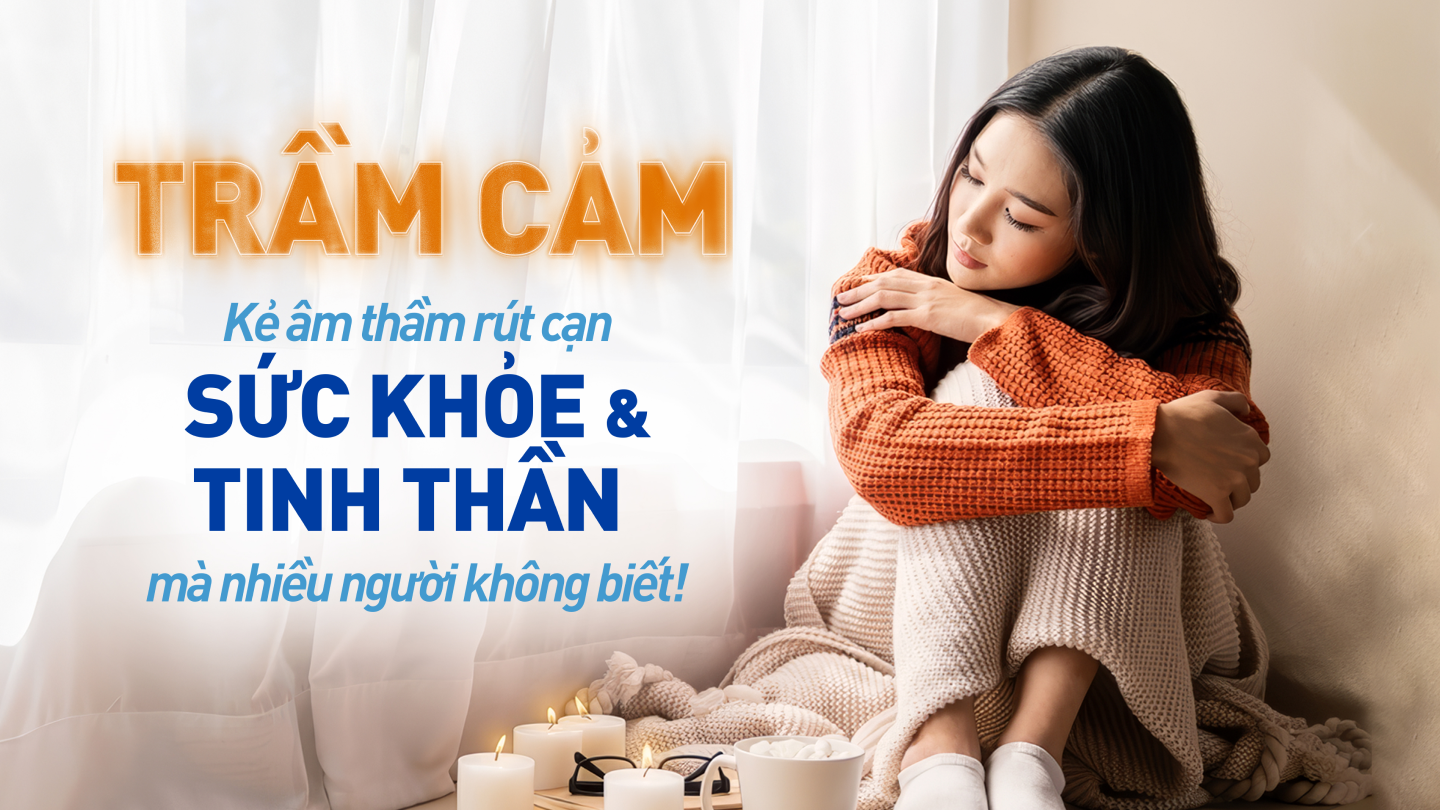 TRẦM CẢM
Kẻ âm thầm rút cạn
SỨC KHỎE &
TINH THẦN
mà nhiều người không biết!